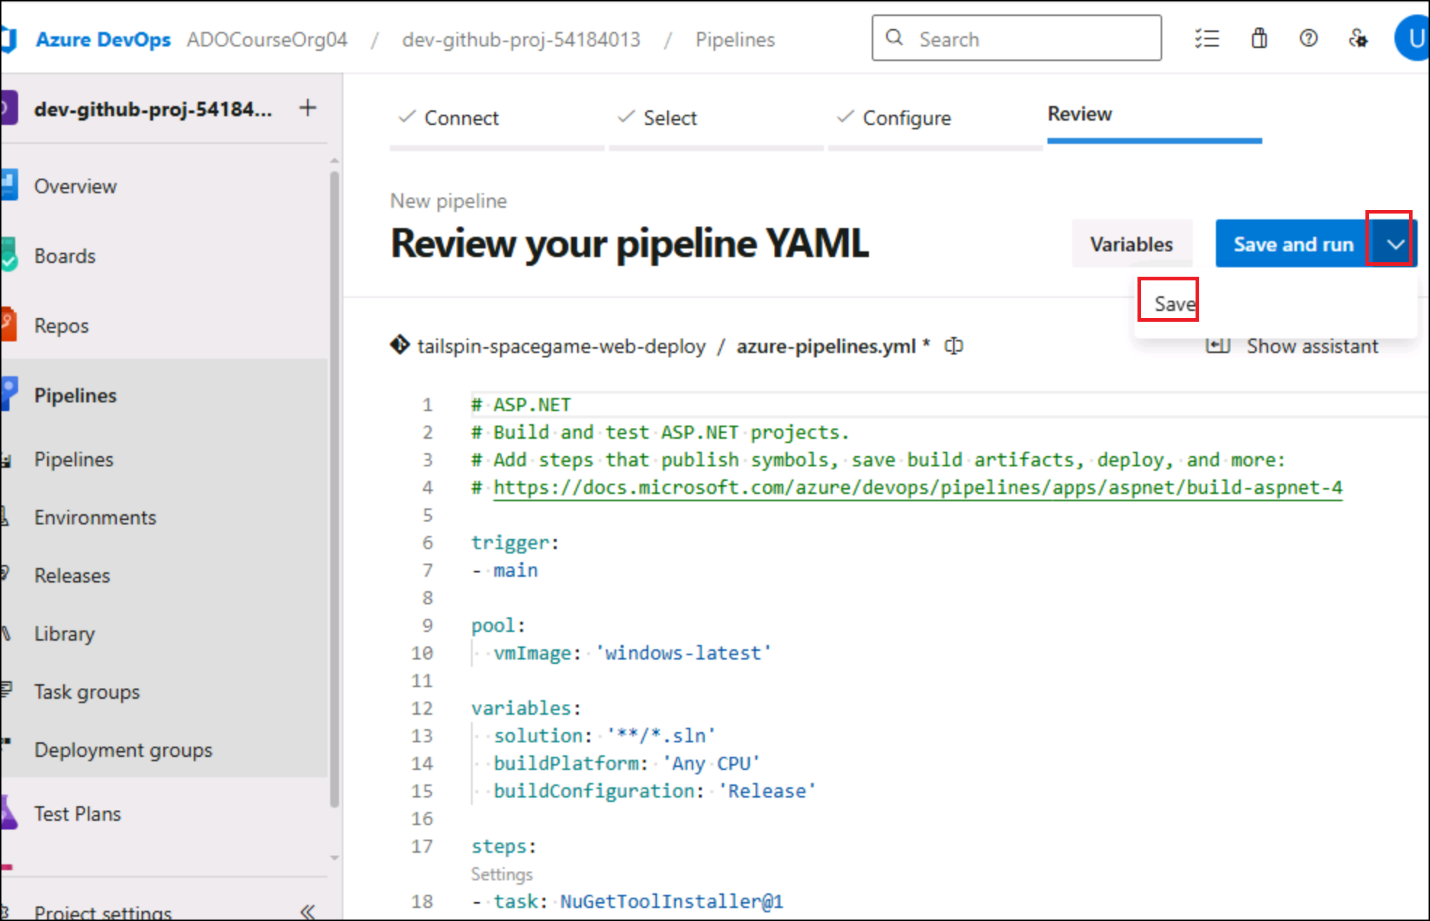 Azure DevOps ADOCourseOrg04 / dev-github-proj-54184013 / Pipelines
Search
U
dev-github-proj-54184... +
Overview
Boards
Repos
Pipelines
Pipelines
Environments
Releases
Library
Task groups
Deployment groups
Test Plans
Project settings
Connect
Select
Configure
Review
New pipeline
Review your pipeline YAML
Variables
Save and run
Save
tailspin-spacegame-web-deploy / azure-pipelines.yml *
Show assistant
1 # ASP.NET
2 # Build and test ASP.NET projects.
3 # Add steps that publish symbols, save build artifacts, deploy, and more:
4 # https://docs.microsoft.com/azure/devops/pipelines/apps/aspnet/build-aspnet-4
5
6 trigger:
7 - main
8
9 pool:
10 vmImage: 'windows-latest'
11
12 variables:
13 solution: '**/*.sln'
14 buildPlatform: 'Any CPU'
15 buildConfiguration: 'Release'
16
17 steps:
Settings
18 - task: NuGetToolInstaller@1